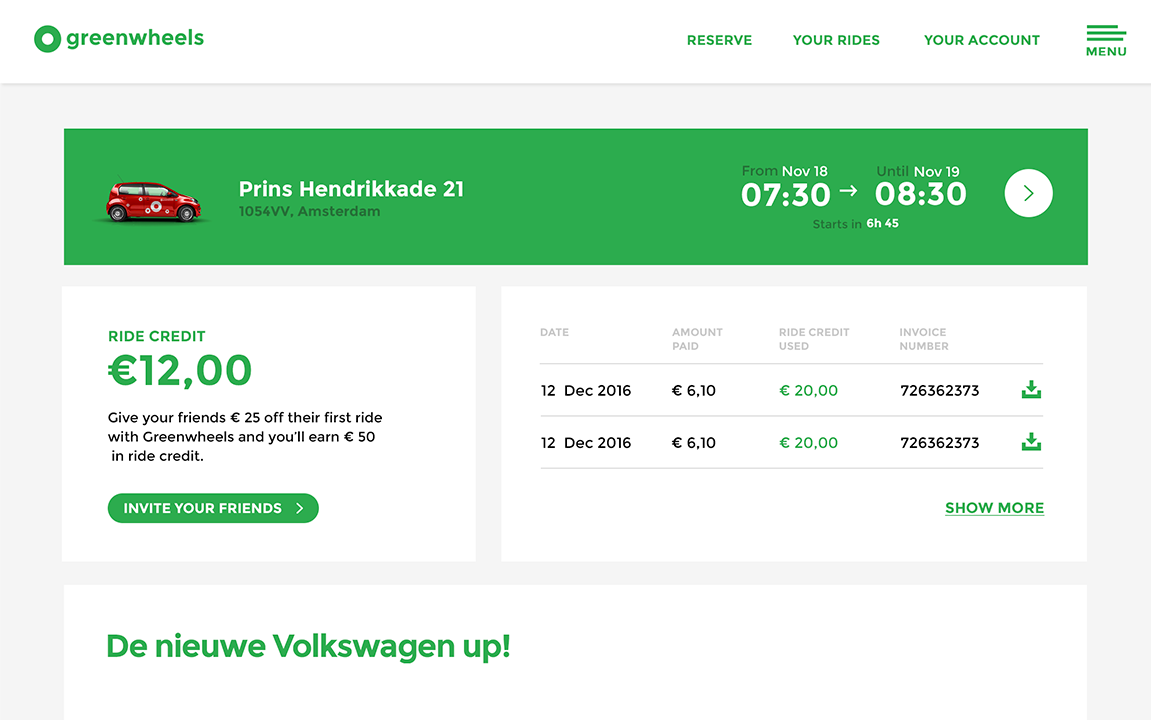 greenwheels
RESERVE
YOUR RIDES
YOUR ACCOUNT
MENU
Prins Hendrikkade 21
1054VV, Amsterdam
From Nov 18
07:30
Until Nov 19
08:30
Starts in 6h 45
RIDE CREDIT
€12,00
Give your friends € 25 off their first ride
with Greenwheels and you'll earn € 50
in ride credit.
INVITE YOUR FRIENDS
DATE
AMOUNT
PAID
RIDE CREDIT
USED
INVOICE
NUMBER
12 Dec 2016 € 6,10 € 20,00 726362373
12 Dec 2016 € 6,10 € 20,00 726362373
SHOW MORE
De nieuwe Volkswagen up!